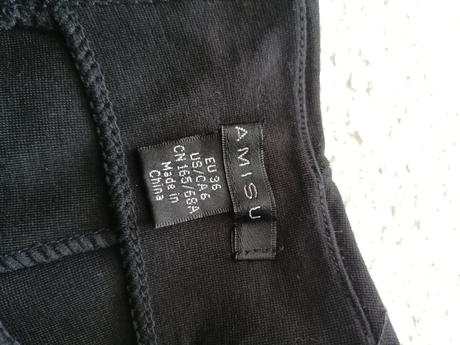 AMISU
EU 36
US/CA 6
CN 165/68A
Made in
China